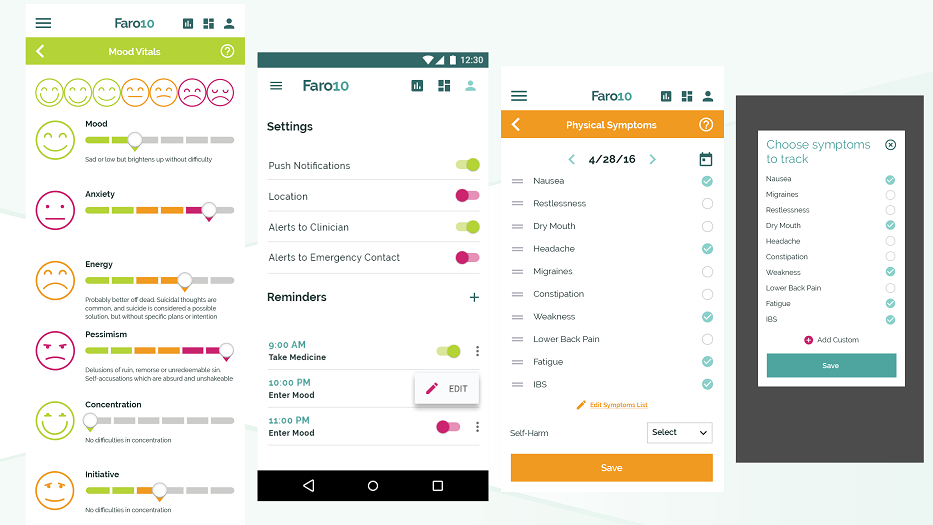 Faro10
Mood Vitals
Mood
Sad or low but brightens up without difficulty
Anxiety
Energy
Probably better off dead. Suicidal thoughts are
common, and suicide is considered a possible
solution, but without specific plans or intention
Pessimism
Delusions of ruin, remorse or unredeemable sin.
Self-accusations which are absurd and unshakeable
Concentration
No difficulties in concentration
Initiative
No difficulties in concentration
12:30
Faro10
Settings
Push Notifications
Location
Alerts to Clinician
Alerts to Emergency Contact
Reminders
9:00 AM
Take Medicine
10:00 PM
Enter Mood
EDIT
11:00 PM
Enter Mood
Faro10
Physical Symptoms
4/28/16
Nausea
Restlessness
Dry Mouth
Headache
Migraines
Constipation
Weakness
Lower Back Pain
Fatigue
IBS
Edit Symptoms List
Self-Harm
Select
Save
Choose symptoms
to track
Nausea
Migraines
Restlessness
Dry Mouth
Headache
Constipation
Weakness
Lower Back Pain
Fatigue
IBS
Add Custom
Save